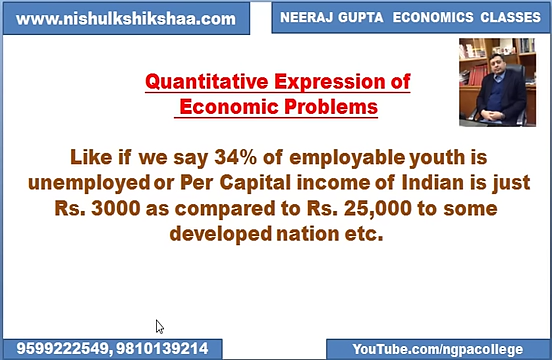 www.nishulkshikshaa.com
NEERAJ GUPTA ECONOMICS CLASSES
Quantitative Expression of
Economic Problems
Like if we say 34% of employable youth is
unemployed or Per Capital income of Indian is just
Rs. 3000 as compared to Rs. 25,000 to some
developed nation etc.
9599222549, 9810139214
YouTube.com/ngpacollege